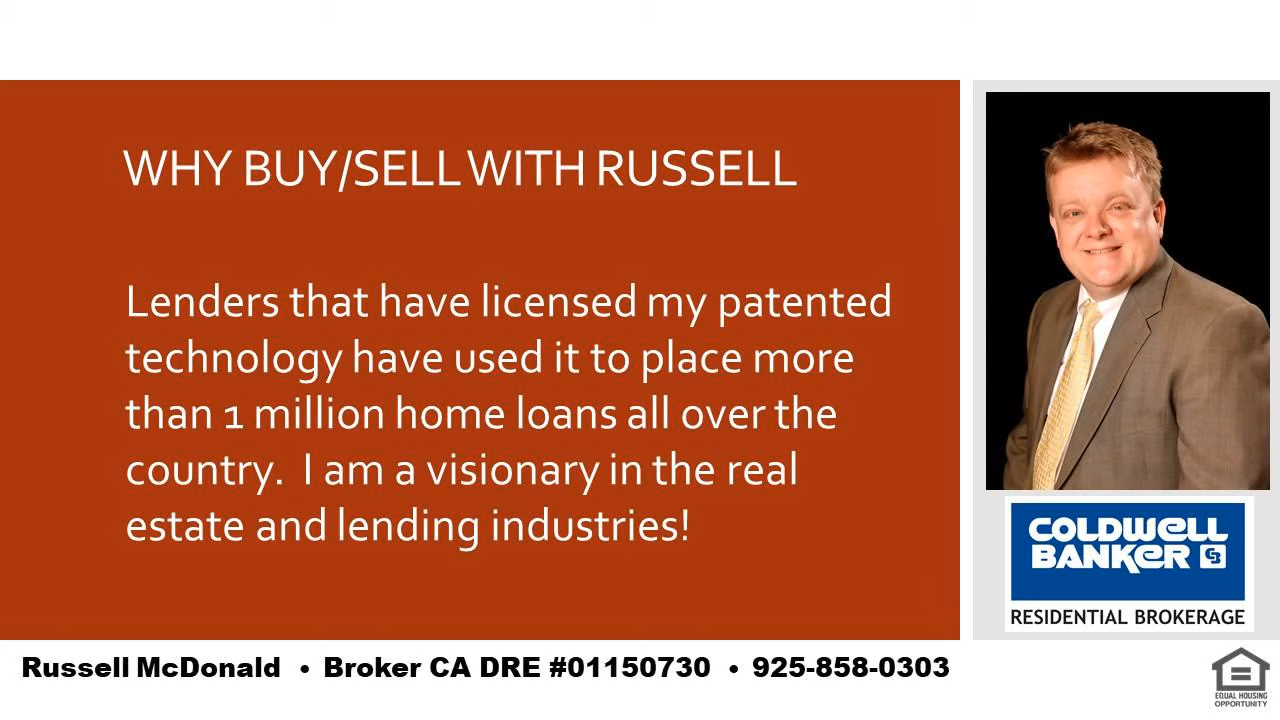 WHY BUY/SELL WITH RUSSELL
Lenders that have licensed my patented
technology have used it to place more
than 1 million home loans all over the
country.  I am a visionary in the real
estate and lending industries!
COLDWELL
BANKER CB
RESIDENTIAL BROKERAGE
Russell McDonald • Broker CA DRE #01150730 • 925-858-0303
EQUAL HOUSING
OPPORTUNITY